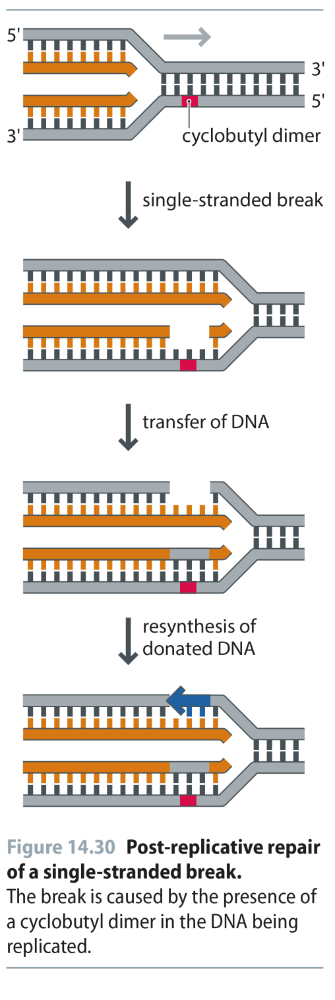 5'
3'
5'
3'
cyclobutyl dimer
single-stranded break
transfer of DNA
resynthesis of
donated DNA
Figure 14.30 Post-replicative repair
of a single-stranded break.
The break is caused by the presence of
a cyclobutyl dimer in the DNA being
replicated.